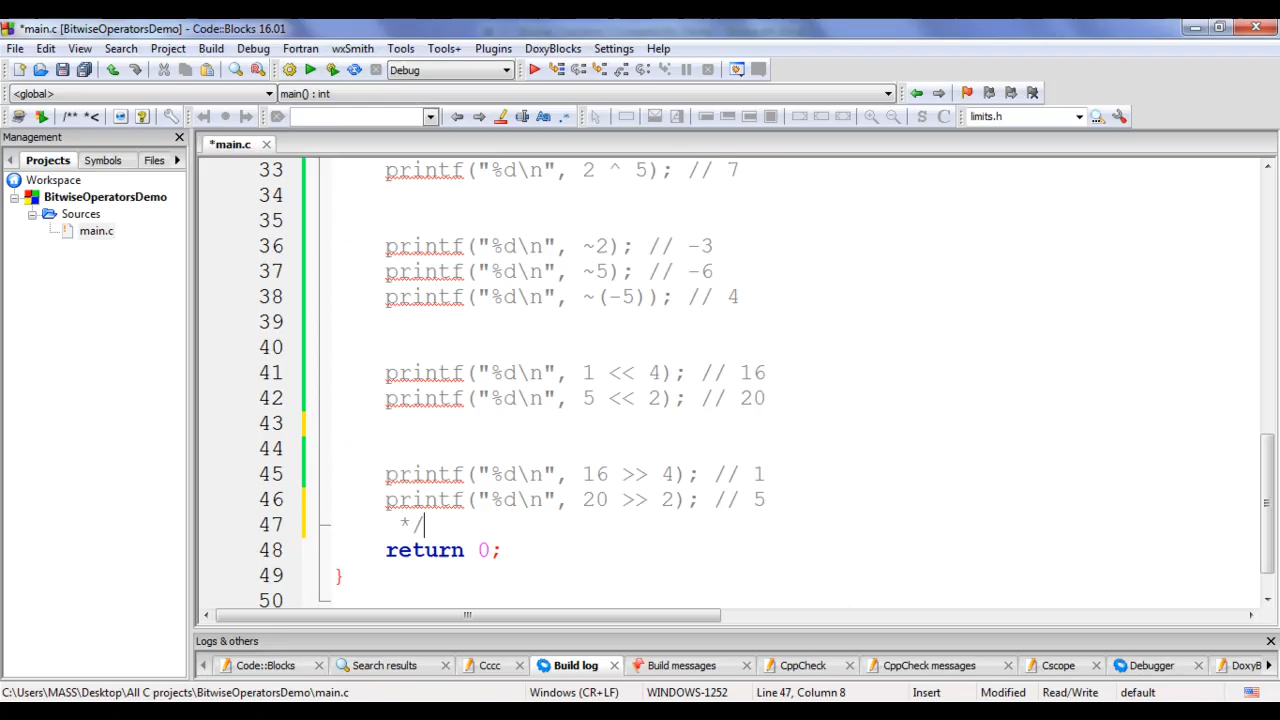 *main.c [BitwiseOperatorsDemo] - Code::Blocks 16.01
File Edit View Search Project Build Debug Fortran wxSmith Tools Tools+ Plugins DoxyBlocks Settings Help
Debug
<global> main() : int
/** *< Aa .* S C limits.h
Management
Projects Symbols Files
*main.c
Workspace
BitwiseOperatorsDemo
Sources
main.c
33 printf("%d\n", 2 ^ 5); // 7
34
35
36 printf("%d\n", ~2); // -3
37 printf("%d\n", ~5); // -6
38 printf("%d\n", ~(-5)); // 4
39
40
41 printf("%d\n", 1 << 4); // 16
42 printf("%d\n", 5 << 2); // 20
43
44
45 printf("%d\n", 16 >> 4); // 1
46 printf("%d\n", 20 >> 2); // 5
47 */
48 return 0;
49 }
50
Logs & others
Code::Blocks Search results Cccc Build log Build messages CppCheck CppCheck messages Cscope Debugger DoxyB
C:\Users\MASS\Desktop\All C projects\BitwiseOperatorsDemo\main.c Windows (CR+LF) WINDOWS-1252 Line 47, Column 8 Insert Modified Read/Write default